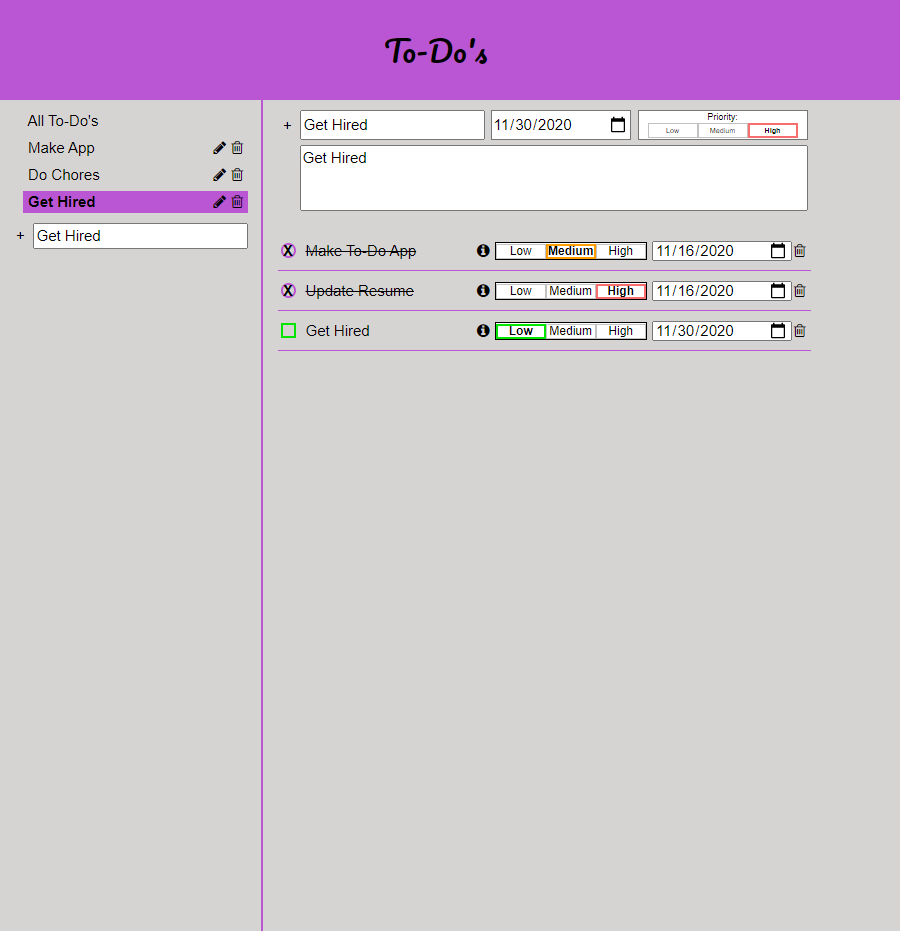 To-Do's
All To-Do's
Make App
Do Chores
Get Hired
+ Get Hired
+ Get Hired 11/30/2020 Priority:
Low Medium High
Get Hired
X Make To-Do App Low Medium High 11/16/2020
X Update Resume Low Medium High 11/16/2020
Get Hired Low Medium High 11/30/2020